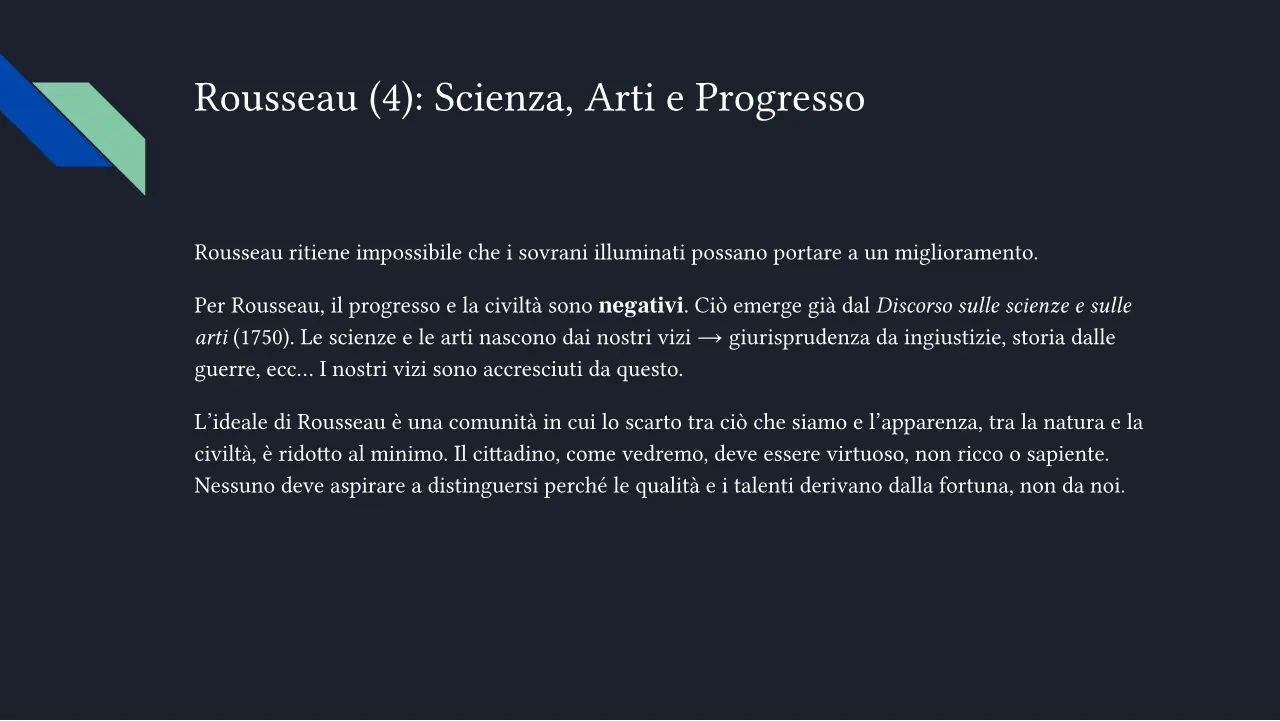 Rousseau (4): Scienza, Arti e Progresso
Rousseau ritiene impossibile che i sovrani illuminati possano portare a un miglioramento.
Per Rousseau, il progresso e la civiltà sono negativi. Ciò emerge già dal Discorso sulle scienze e sulle
arti (1750). Le scienze e le arti nascono dai nostri vizi → giurisprudenza da ingiustizie, storia dalle
guerre, ecc... I nostri vizi sono accresciuti da questo.
L’ideale di Rousseau è una comunità in cui lo scarto tra ciò che siamo e l’apparenza, tra la natura e la
civiltà, è ridotto al minimo. Il cittadino, come vedremo, deve essere virtuoso, non ricco o sapiente.
Nessuno deve aspirare a distinguersi perché le qualità e i talenti derivano dalla fortuna, non da noi.